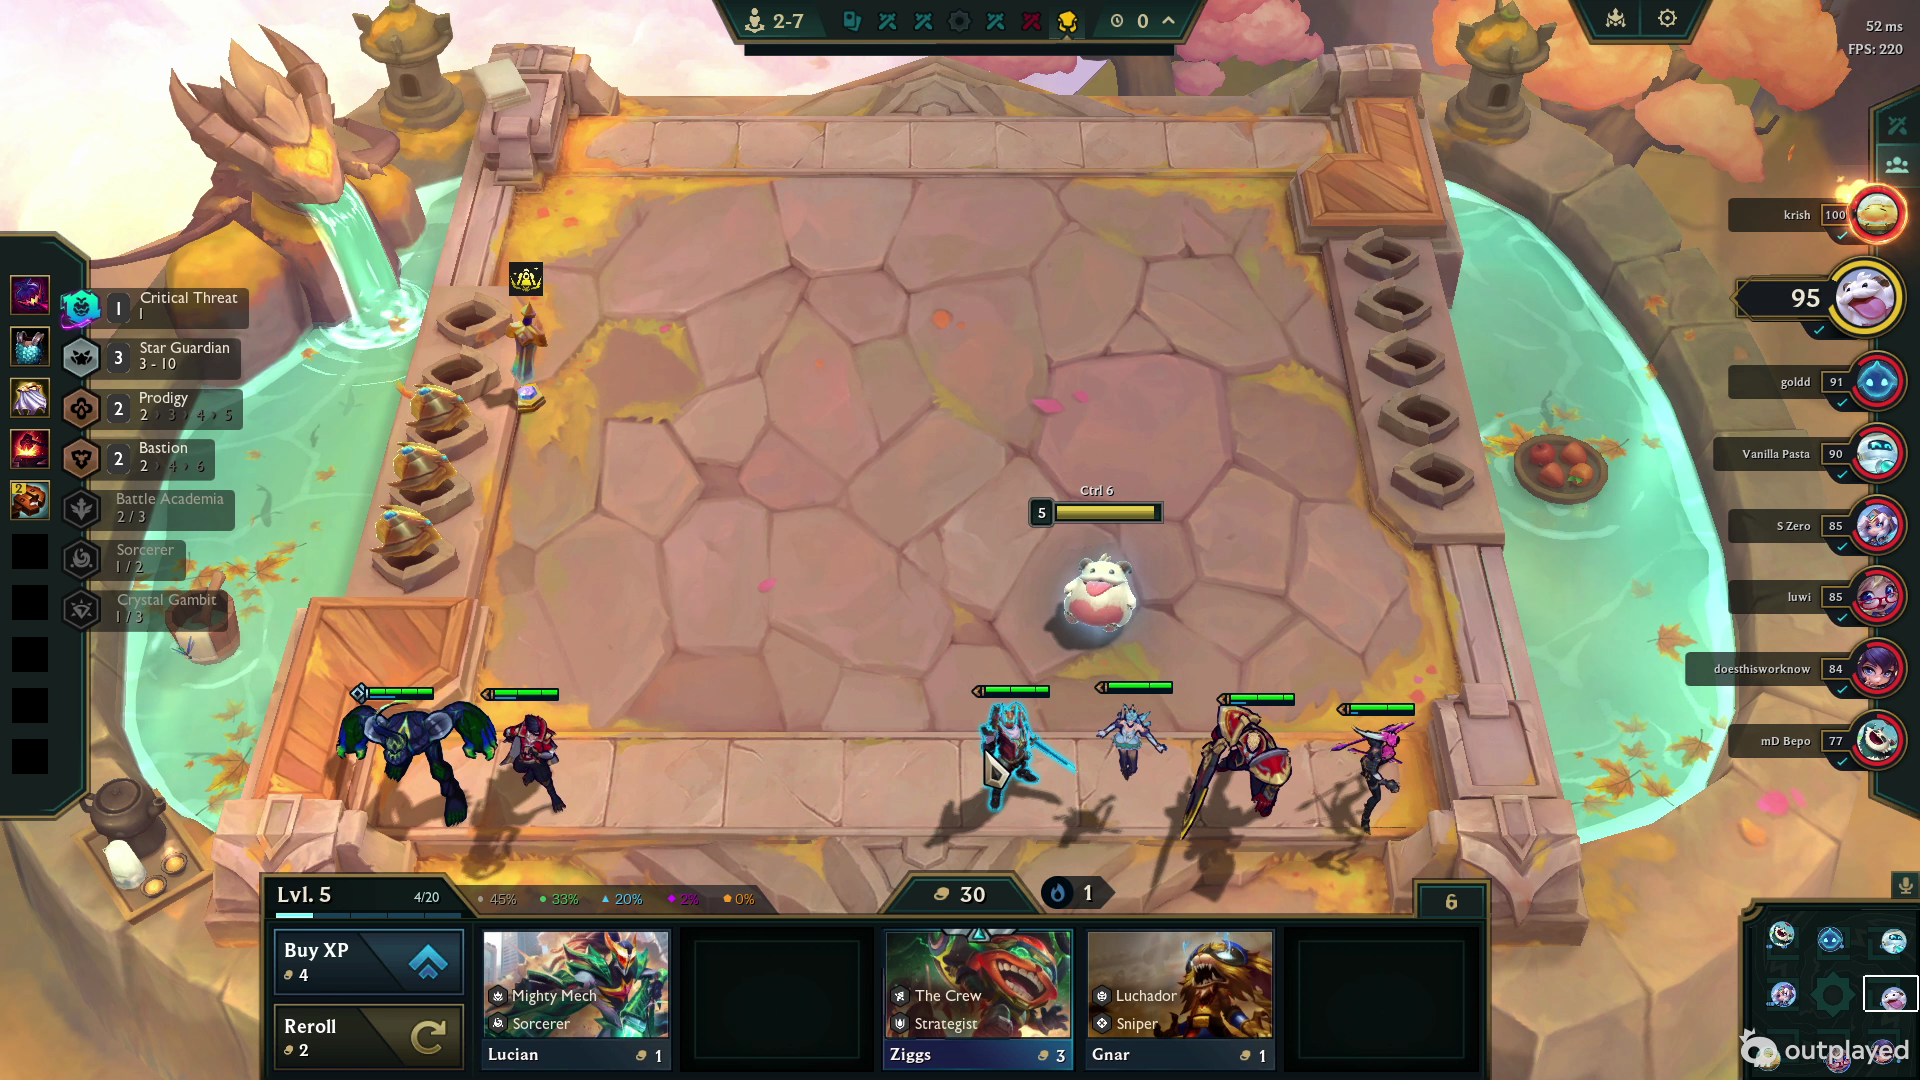 2-7
0
52 ms
FPS: 220
krish 100
95
goldd 91
Vanilla Pasta 90
S Zero 85
luwi 85
doesthisworknow 84
mD Bepo 77
1 Critical Threat
1
3 Star Guardian
3 - 10
2 Prodigy
2 › 3 › 4 › 5
2 Bastion
2 › 4 › 6
Battle Academia
2 / 3
Sorcerer
1 / 2
Crystal Gambit
1 / 3
2
Ctrl 6
5
Lvl. 5
4/20
45% 33% 20% 2% 0%
30
1
6
Buy XP
4
Reroll
2
Mighty Mech
Sorcerer
Lucian 1
The Crew
Strategist
Ziggs 3
Luchador
Sniper
Gnar 1
outplayed